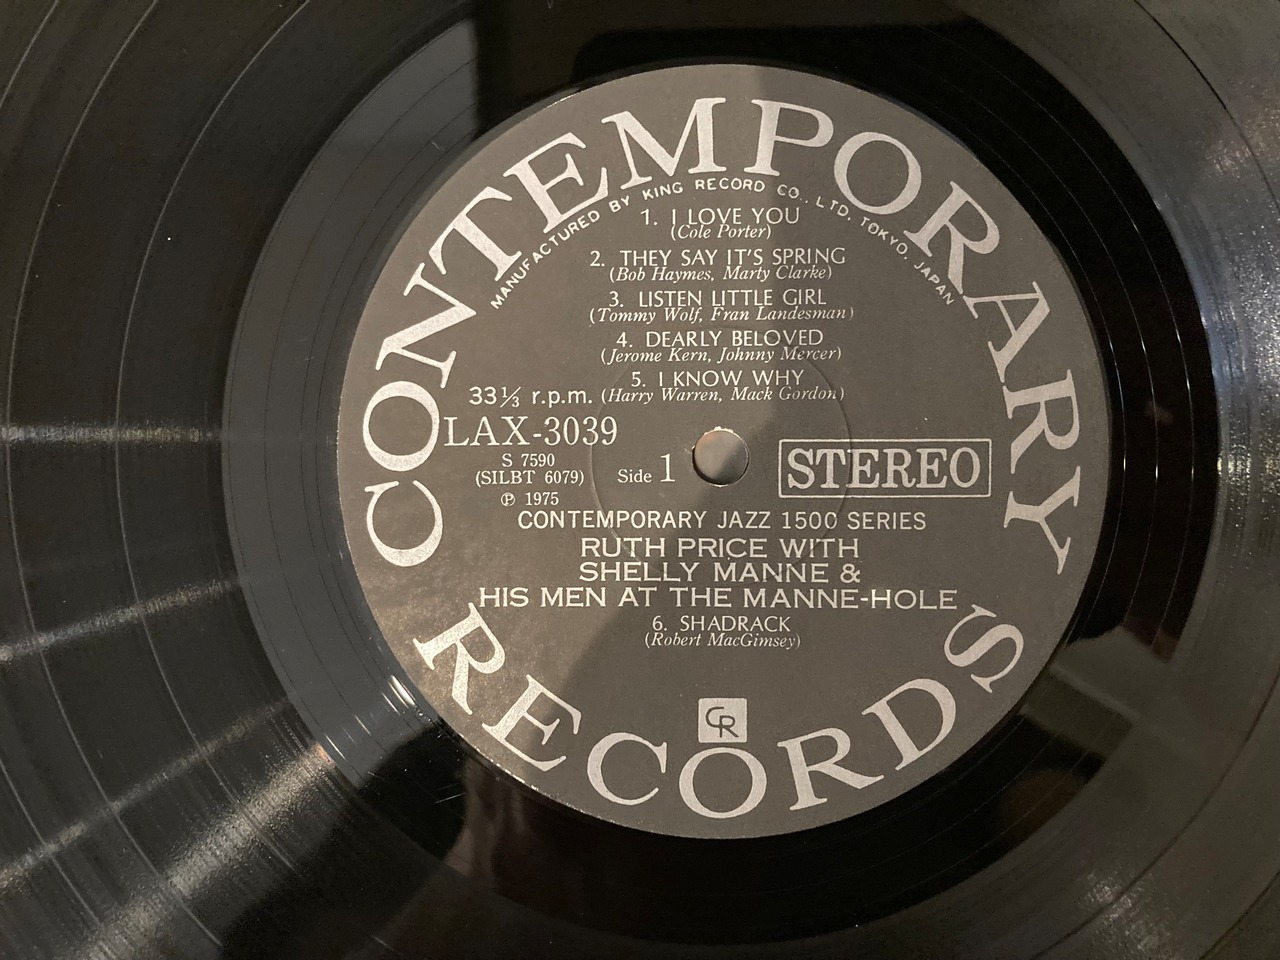 CONTEMPORARY
MANUFACTURED BY KING RECORD CO., LTD. TOKYO, JAPAN
1. I LOVE YOU
(Cole Porter)
2. THEY SAY IT'S SPRING
(Bob Haymes, Marty Clarke)
3. LISTEN LITTLE GIRL
(Tommy Wolf, Fran Landesman)
4. DEARLY BELOVED
(Jerome Kern, Johnny Mercer)
5. I KNOW WHY
33⅓ r.p.m. (Harry Warren, Mack Gordon)
LAX-3039
S 7590
(SILBT 6079)
℗ 1975
Side 1
STEREO
CONTEMPORARY JAZZ 1500 SERIES
RUTH PRICE WITH
SHELLY MANNE &
HIS MEN AT THE MANNE-HOLE
6. SHADRACK
(Robert MacGimsey)
CR
RECORDS